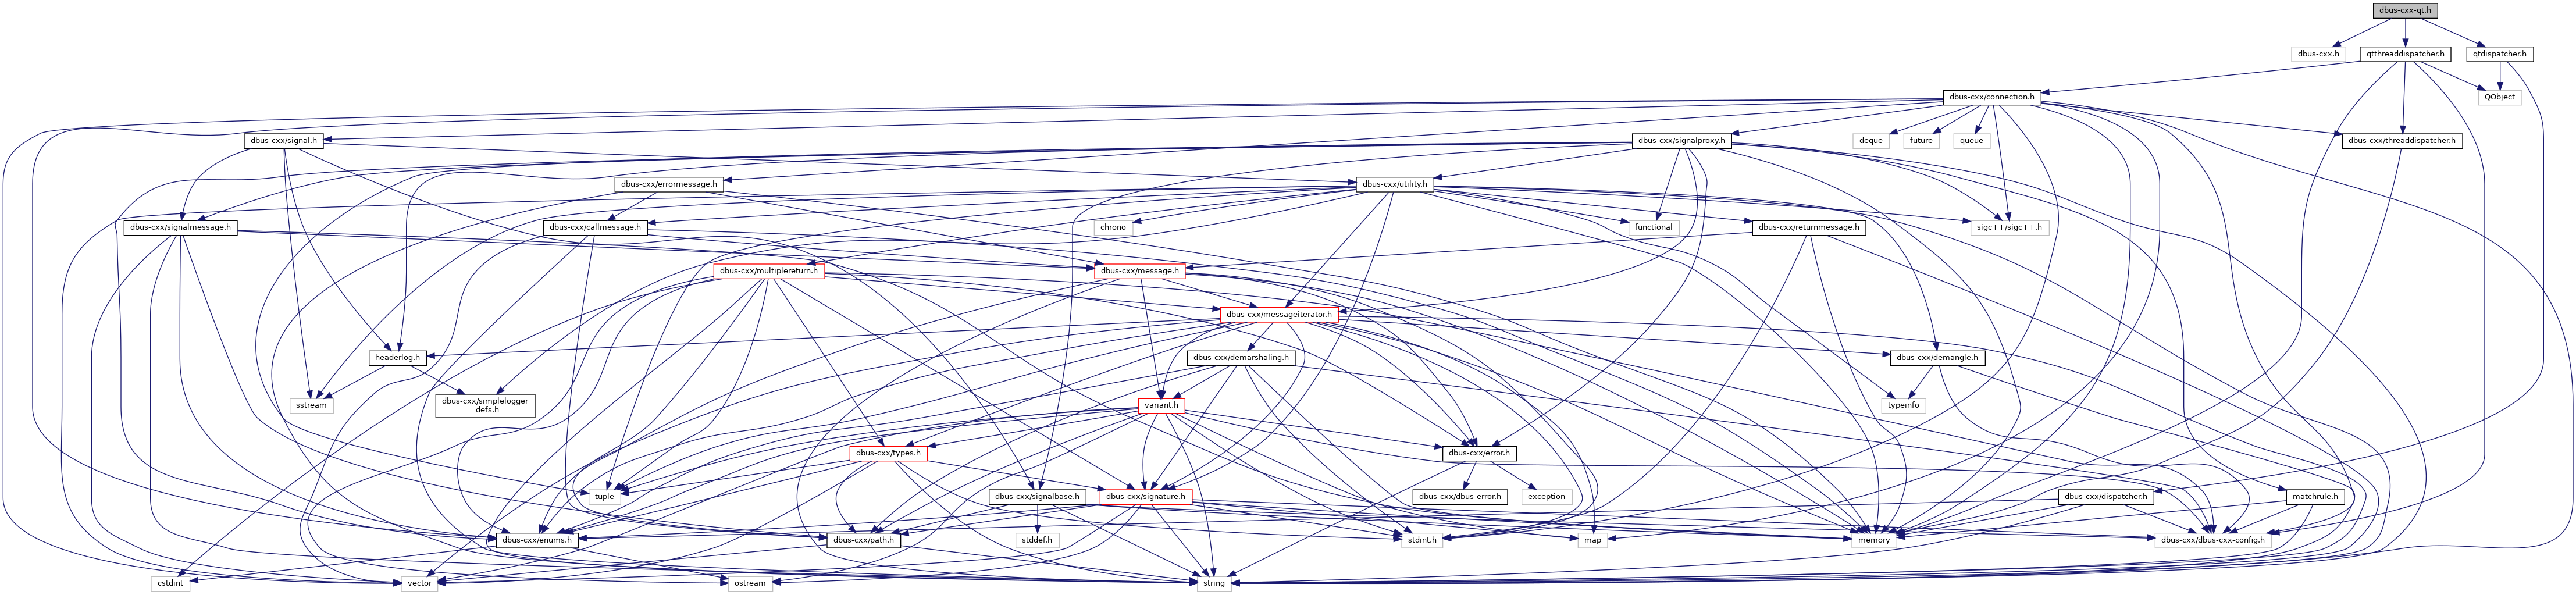 dbus-cxx-qt.h
dbus-cxx.h
qtthreaddispatcher.h
qtdispatcher.h
dbus-cxx/connection.h
QObject
dbus-cxx/signal.h
dbus-cxx/signalproxy.h
deque
future
queue
dbus-cxx/threaddispatcher.h
dbus-cxx/errormessage.h
dbus-cxx/utility.h
dbus-cxx/signalmessage.h
dbus-cxx/callmessage.h
chrono
functional
dbus-cxx/returnmessage.h
sigc++/sigc++.h
dbus-cxx/multiplereturn.h
dbus-cxx/message.h
dbus-cxx/messageiterator.h
headerlog.h
dbus-cxx/demarshaling.h
dbus-cxx/demangle.h
sstream
dbus-cxx/simplelogger
_defs.h
variant.h
typeinfo
dbus-cxx/types.h
dbus-cxx/error.h
tuple
dbus-cxx/signalbase.h
dbus-cxx/signature.h
dbus-cxx/dbus-error.h
exception
dbus-cxx/dispatcher.h
matchrule.h
dbus-cxx/enums.h
dbus-cxx/path.h
stddef.h
stdint.h
map
memory
dbus-cxx/dbus-cxx-config.h
cstdint
vector
ostream
string